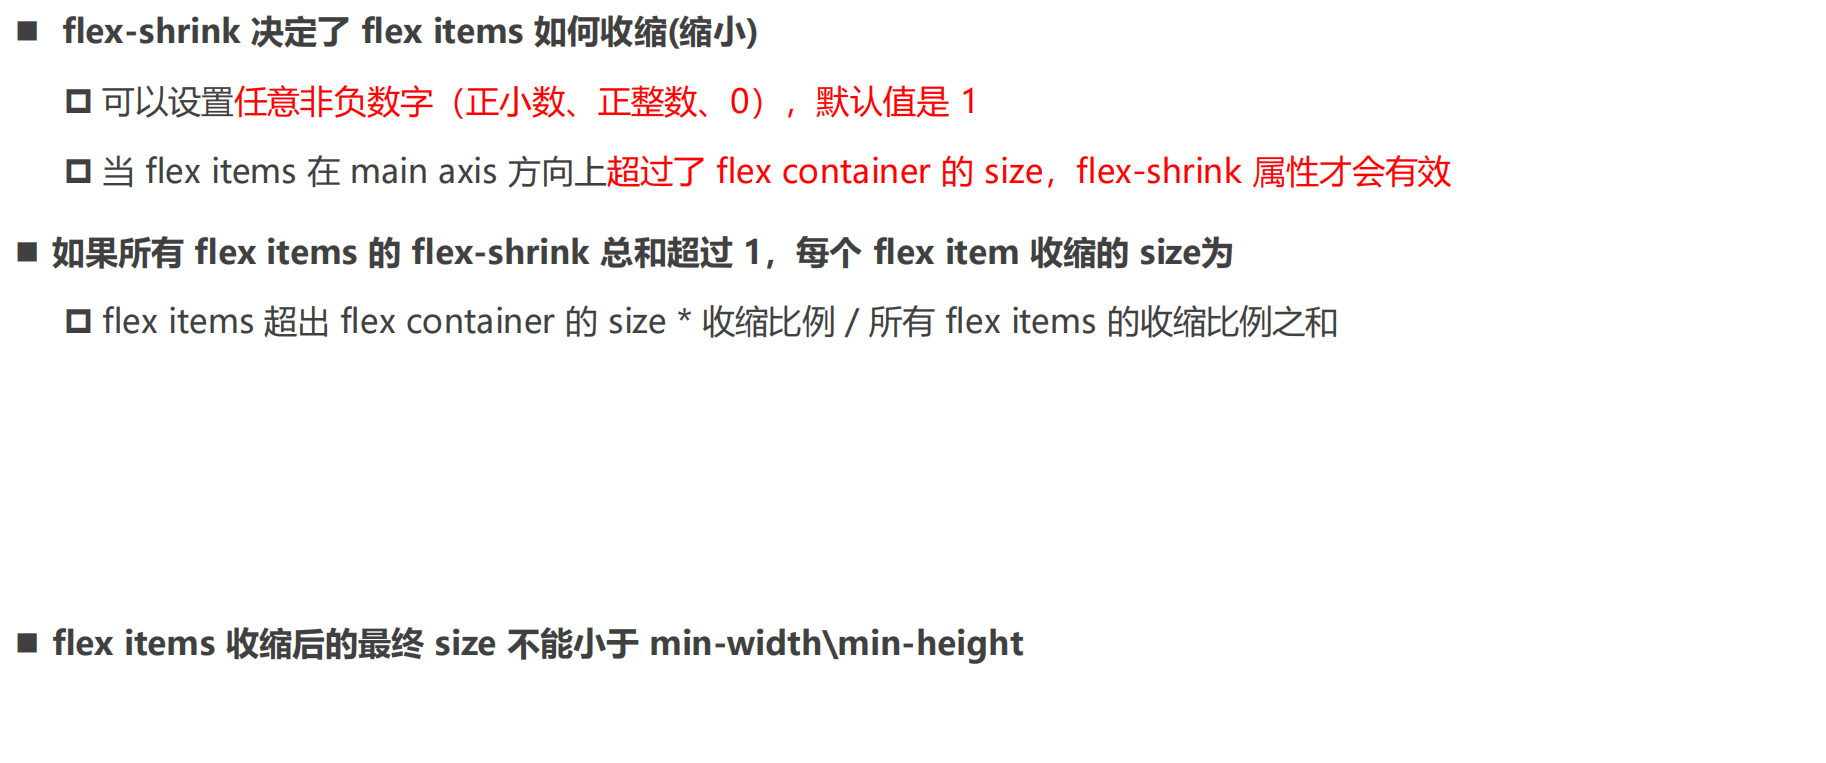 ■ flex-shrink 决定了 flex items 如何收缩(缩小)
可以设置任意非负数字（正小数、正整数、0），默认值是 1
当 flex items 在 main axis 方向上超过了 flex container 的 size，flex-shrink 属性才会有效
■ 如果所有 flex items 的 flex-shrink 总和超过 1，每个 flex item 收缩的 size为
flex items 超出 flex container 的 size * 收缩比例 / 所有 flex items 的收缩比例之和
■ flex items 收缩后的最终 size 不能小于 min-width\min-height